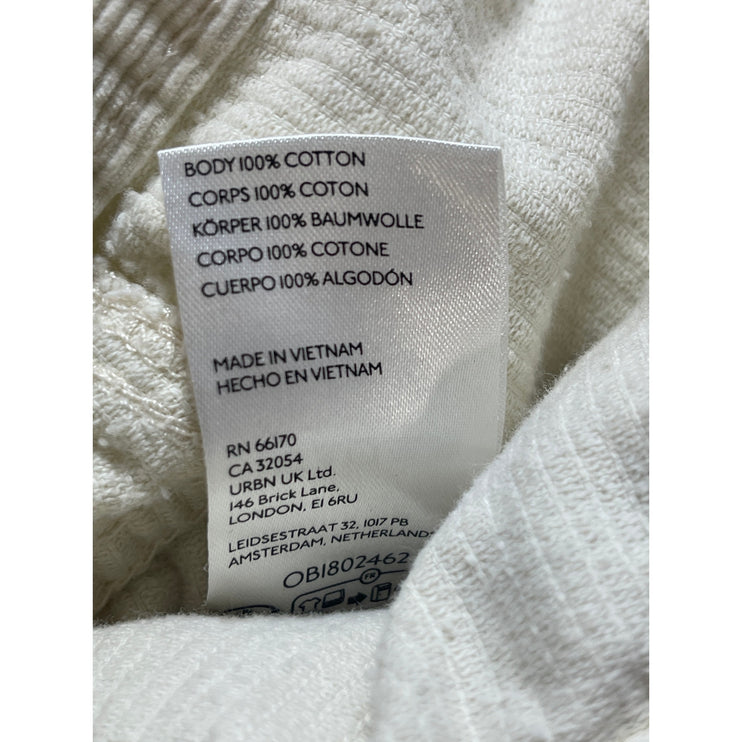 BODY 100% COTTON
CORPS 100% COTON
KÖRPER 100% BAUMWOLLE
CORPO 100% COTONE
CUERPO 100% ALGODÓN
MADE IN VIETNAM
HECHO EN VIETNAM
RN 66170
CA 32054
URBN UK Ltd.
146 Brick Lane,
LONDON, E1 6RU
LEIDSESTRAAT 32, 1017 PB
AMSTERDAM, NETHERLANDS
OB1802462
FR